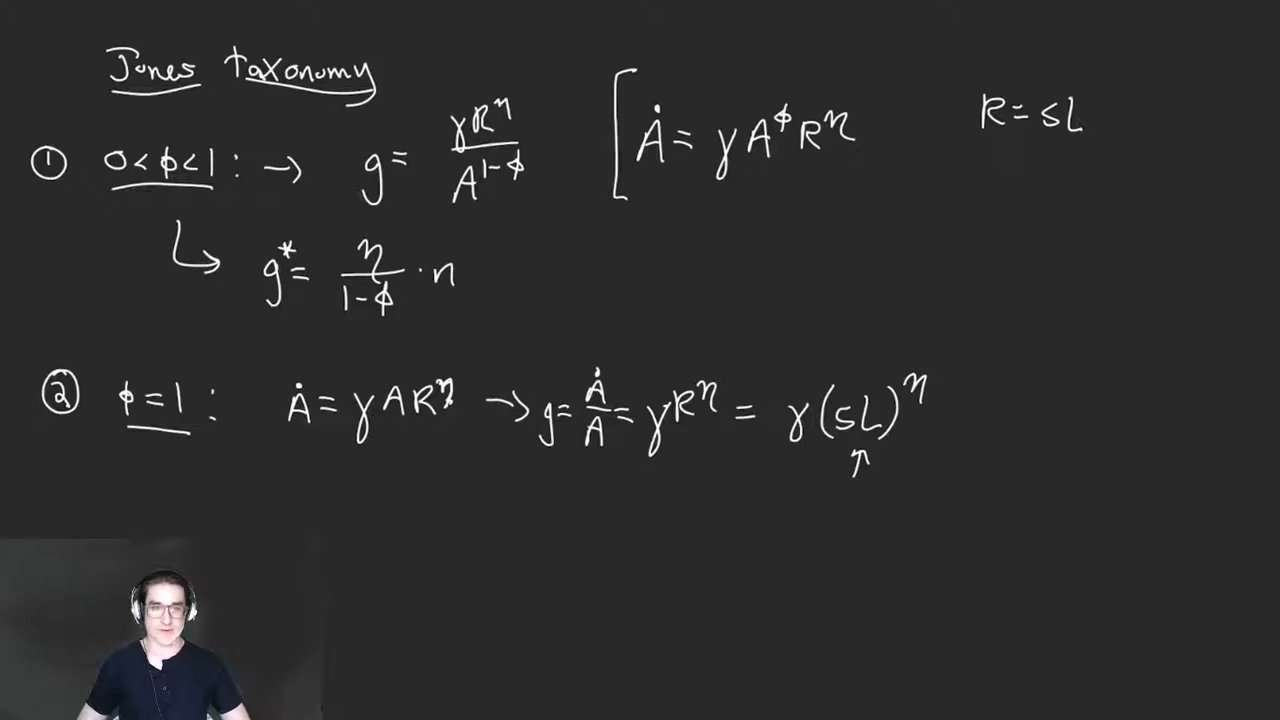 Jones taxonomy
① 0<ϕ<1: → g = γR^η / A^(1-ϕ) [ Ȧ = γA^ϕ R^η R = sL
↳ g* = η/(1-ϕ) · n
② ϕ=1: Ȧ = γAR^η → g = Ȧ/A = γR^η = γ(sL)^η
↑